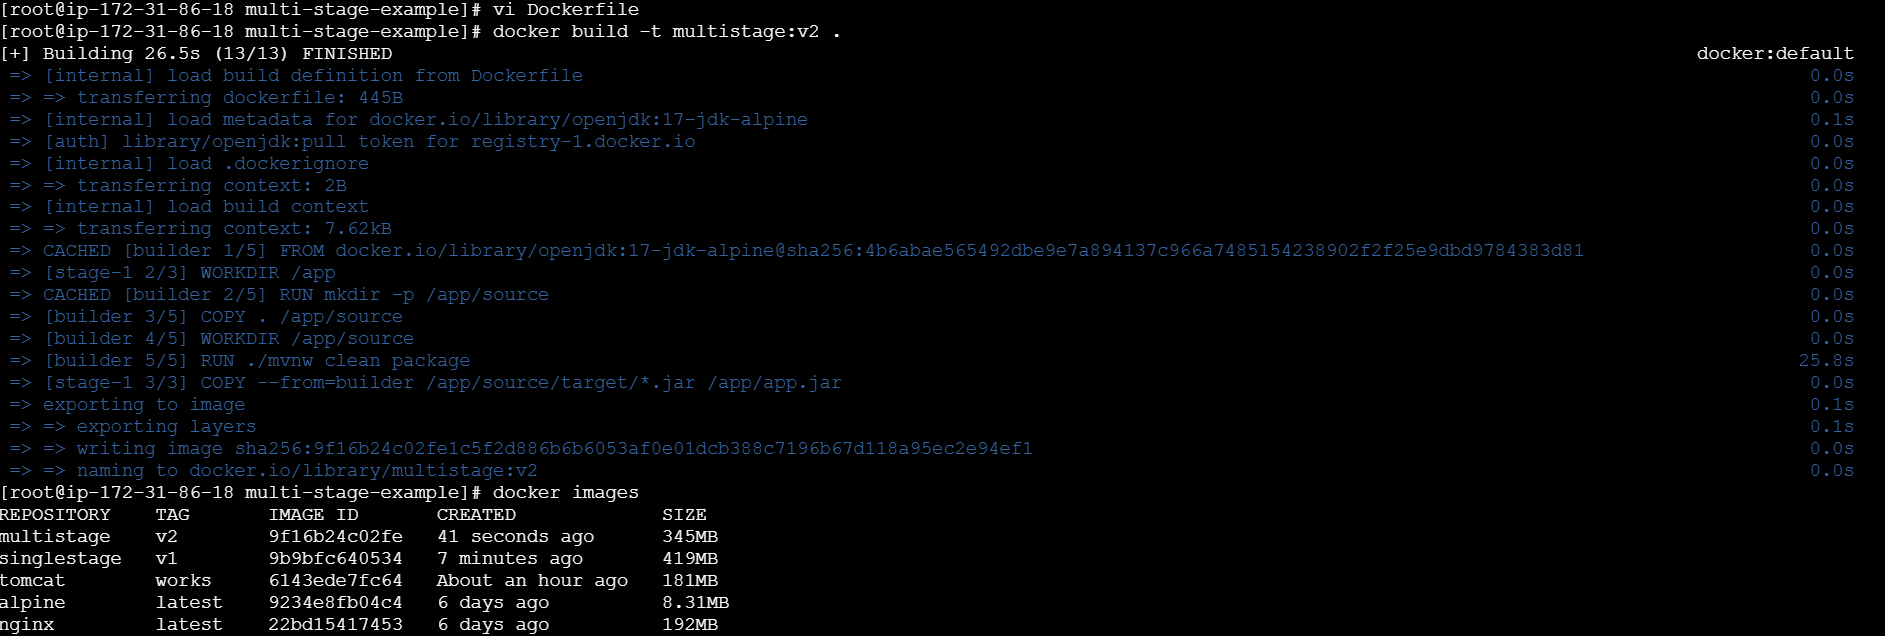 [root@ip-172-31-86-18 multi-stage-example]# vi Dockerfile
[root@ip-172-31-86-18 multi-stage-example]# docker build -t multistage:v2 .
[+] Building 26.5s (13/13) FINISHED docker:default
=> [internal] load build definition from Dockerfile 0.0s
=> => transferring dockerfile: 445B 0.0s
=> [internal] load metadata for docker.io/library/openjdk:17-jdk-alpine 0.1s
=> [auth] library/openjdk:pull token for registry-1.docker.io 0.0s
=> [internal] load .dockerignore 0.0s
=> => transferring context: 2B 0.0s
=> [internal] load build context 0.0s
=> => transferring context: 7.62kB 0.0s
=> CACHED [builder 1/5] FROM docker.io/library/openjdk:17-jdk-alpine@sha256:4b6abae565492dbe9e7a894137c966a7485154238902f2f25e9dbd9784383d81 0.0s
=> [stage-1 2/3] WORKDIR /app 0.0s
=> CACHED [builder 2/5] RUN mkdir -p /app/source 0.0s
=> [builder 3/5] COPY . /app/source 0.0s
=> [builder 4/5] WORKDIR /app/source 0.0s
=> [builder 5/5] RUN ./mvnw clean package 25.8s
=> [stage-1 3/3] COPY --from=builder /app/source/target/*.jar /app/app.jar 0.0s
=> exporting to image 0.1s
=> => exporting layers 0.1s
=> => writing image sha256:9f16b24c02fe1c5f2d886b6b6053af0e01dcb388c7196b67d118a95ec2e94ef1 0.0s
=> => naming to docker.io/library/multistage:v2 0.0s
[root@ip-172-31-86-18 multi-stage-example]# docker images
REPOSITORY TAG IMAGE ID CREATED SIZE
multistage v2 9f16b24c02fe 41 seconds ago 345MB
singlestage v1 9b9bfc640534 7 minutes ago 419MB
tomcat works 6143ede7fc64 About an hour ago 181MB
alpine latest 9234e8fb04c4 6 days ago 8.31MB
nginx latest 22bd15417453 6 days ago 192MB